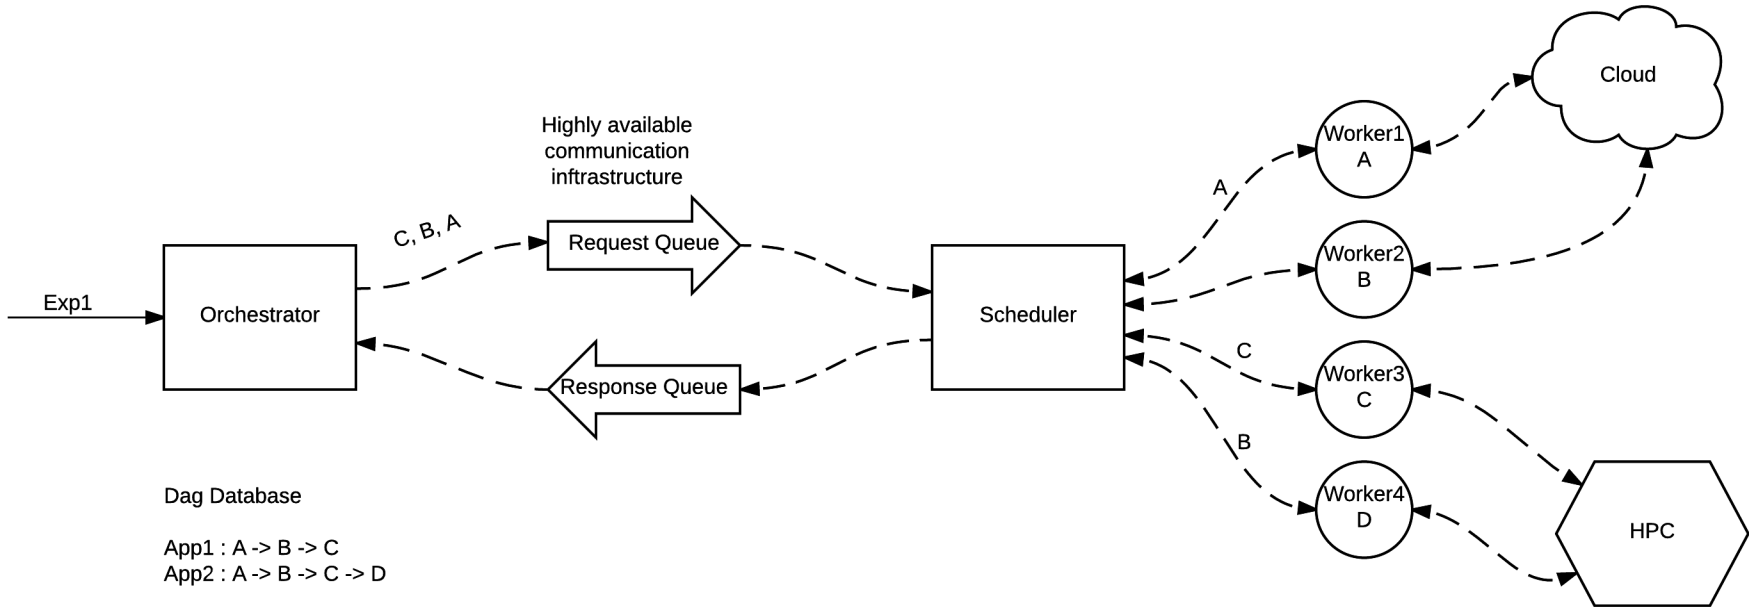 Highly available
communication
inftrastructure
C, B, A
Request Queue
Exp1
Orchestrator
Response Queue
Scheduler
A
C
B
Worker1
A
Worker2
B
Worker3
C
Worker4
D
Cloud
HPC
Dag Database
App1 : A -> B -> C
App2 : A -> B -> C -> D